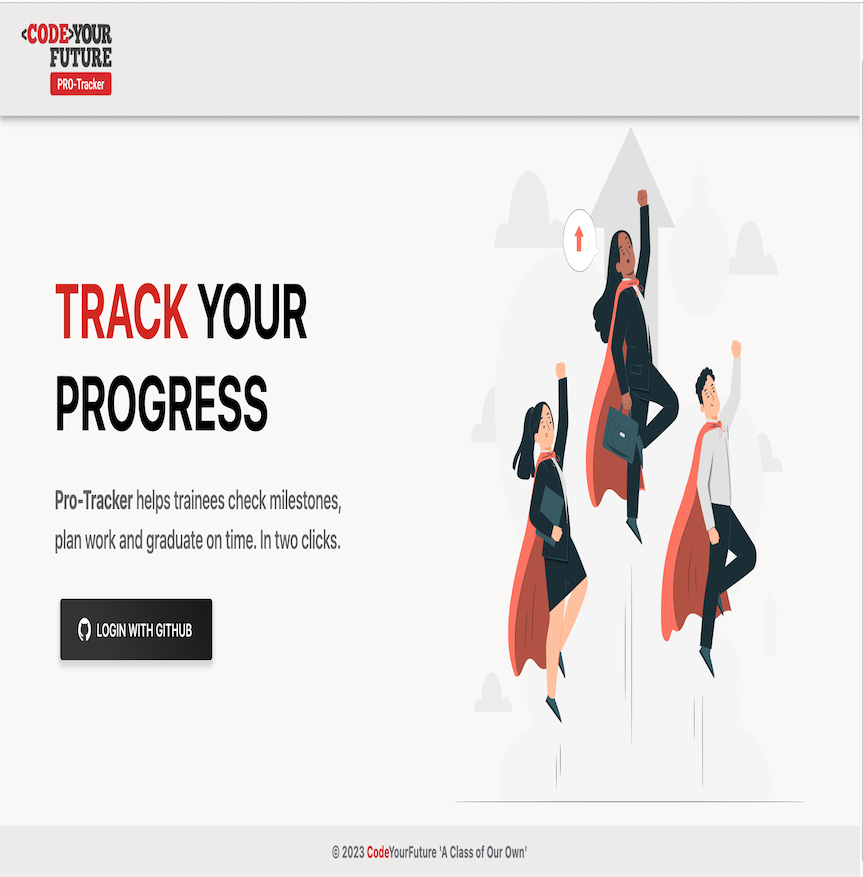 <CODE>YOUR
FUTURE
PRO-Tracker
TRACK YOUR
PROGRESS
Pro-Tracker helps trainees check milestones,
plan work and graduate on time. In two clicks.
LOGIN WITH GITHUB
© 2023 CodeYourFuture 'A Class of Our Own'